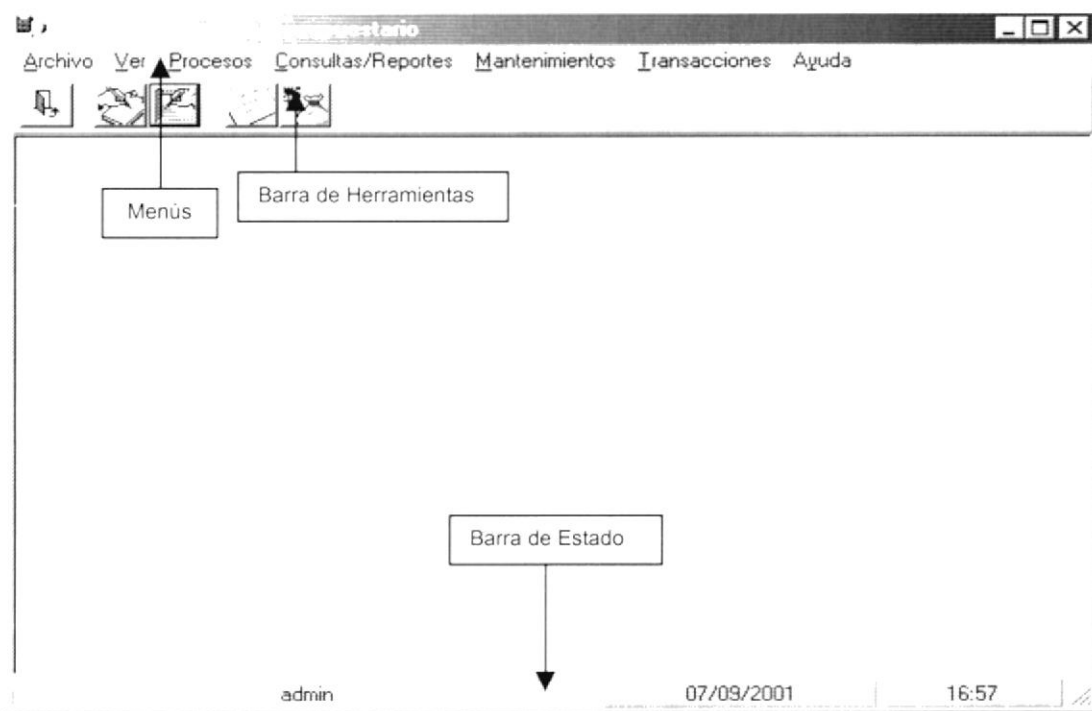 Archivo Ver Procesos Consultas/Reportes Mantenimientos Transacciones Ayuda
Menús
Barra de Herramientas
Barra de Estado
admin 07/09/2001 16:57